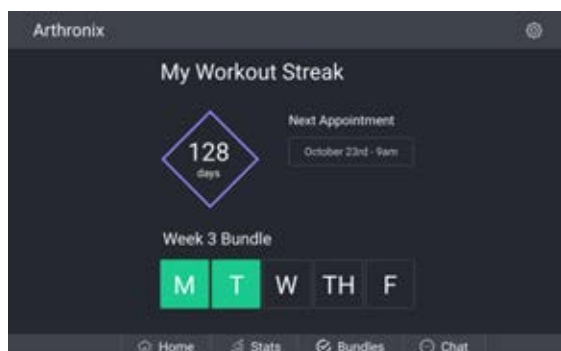 Arthronix
My Workout Streak
128
days
Next Appointment
October 23rd - 9am
Week 3 Bundle
M T W TH F
Home Stats Bundles Chat